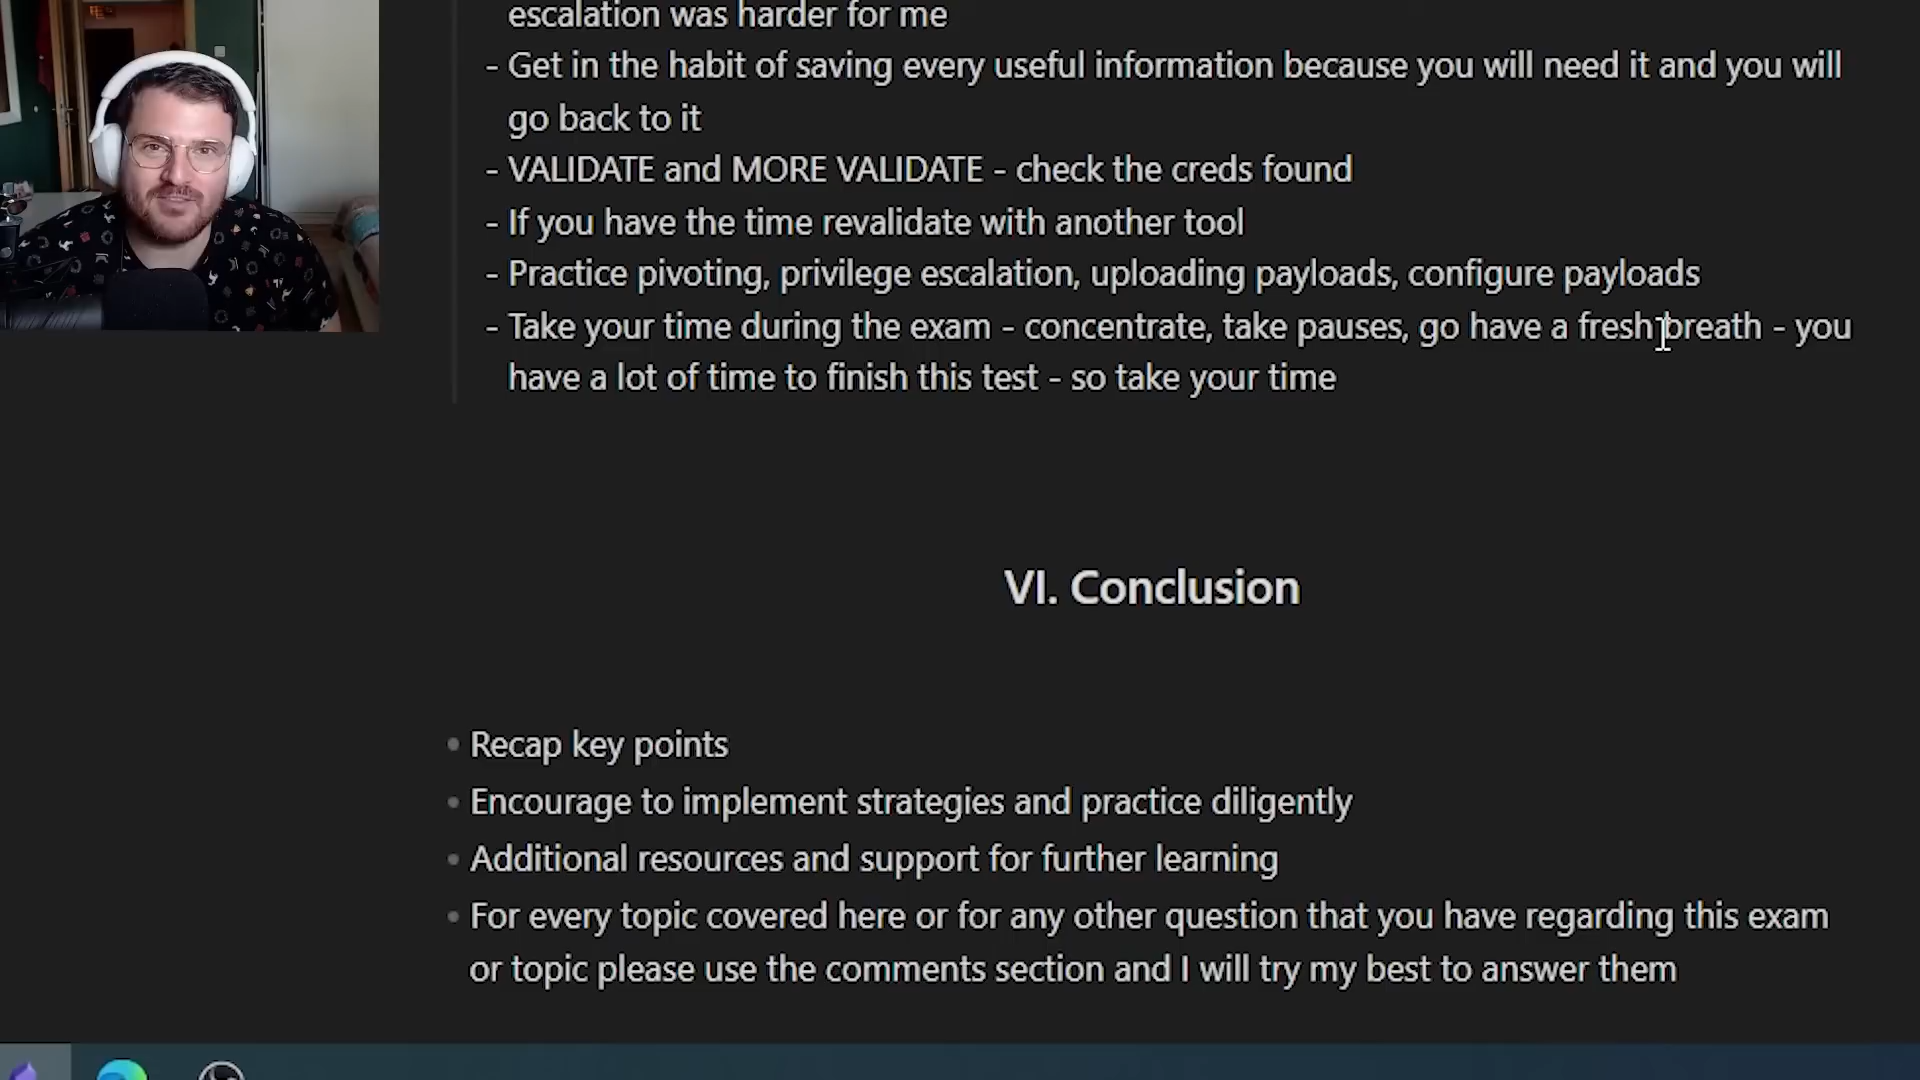 escalation was harder for me
- Get in the habit of saving every useful information because you will need it and you will
go back to it
- VALIDATE and MORE VALIDATE - check the creds found
- If you have the time revalidate with another tool
- Practice pivoting, privilege escalation, uploading payloads, configure payloads
- Take your time during the exam - concentrate, take pauses, go have a fresh breath - you
have a lot of time to finish this test - so take your time
VI. Conclusion
• Recap key points
• Encourage to implement strategies and practice diligently
• Additional resources and support for further learning
• For every topic covered here or for any other question that you have regarding this exam
or topic please use the comments section and I will try my best to answer them